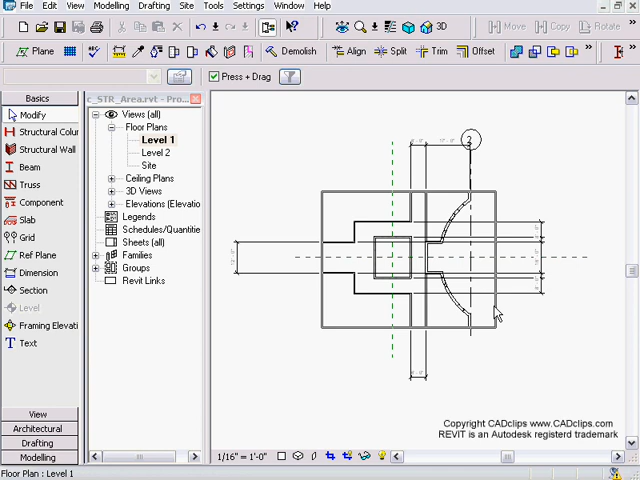 File Edit View Modelling Drafting Site Tools Settings Window Help
3D Move Copy Rotate
Plane Demolish Align Split Trim Offset
Press + Drag
Basics
Modify
Structural Colur
Structural Wall
Beam
Truss
Component
Slab
Grid
Ref Plane
Dimension
Section
Level
Framing Elevati
Text
View
Architectural
Drafting
Modelling
c_STR_Area.rvt - Pro...
Views (all)
Floor Plans
Level 1
Level 2
Site
Ceiling Plans
3D Views
Elevations (Elevatio
Legends
Schedules/Quantitie
Sheets (all)
Families
Groups
Revit Links
2
Copyright CADclips www.CADclips.com
REVIT is an Autodesk registerd trademark
1/16" = 1'-0"
Floor Plan : Level 1